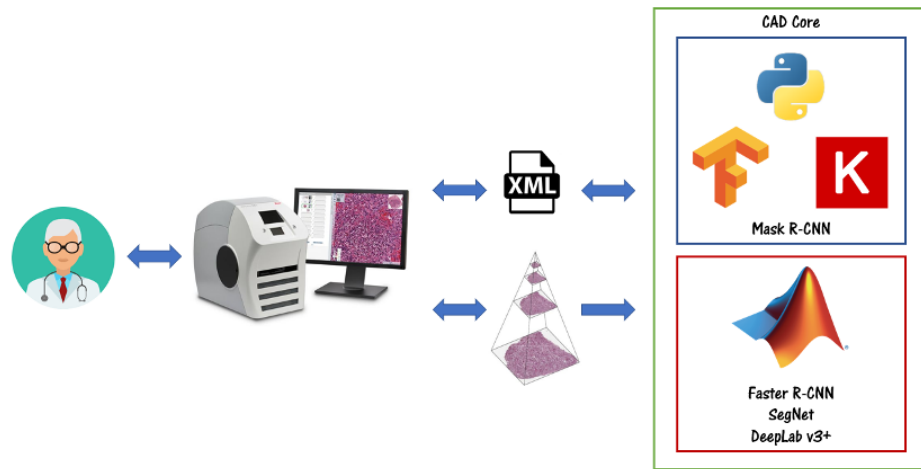 CAD Core
XML
K
Mask R-CNN
Faster R-CNN
SegNet
DeepLab v3+